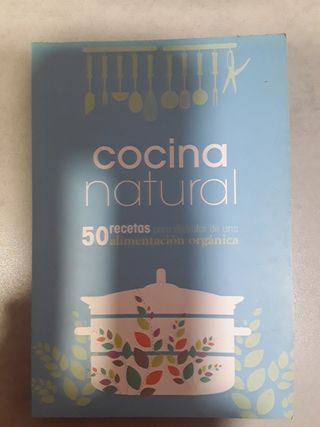 cocina
natural
50 recetas para disfrutar de una
alimentación orgánica